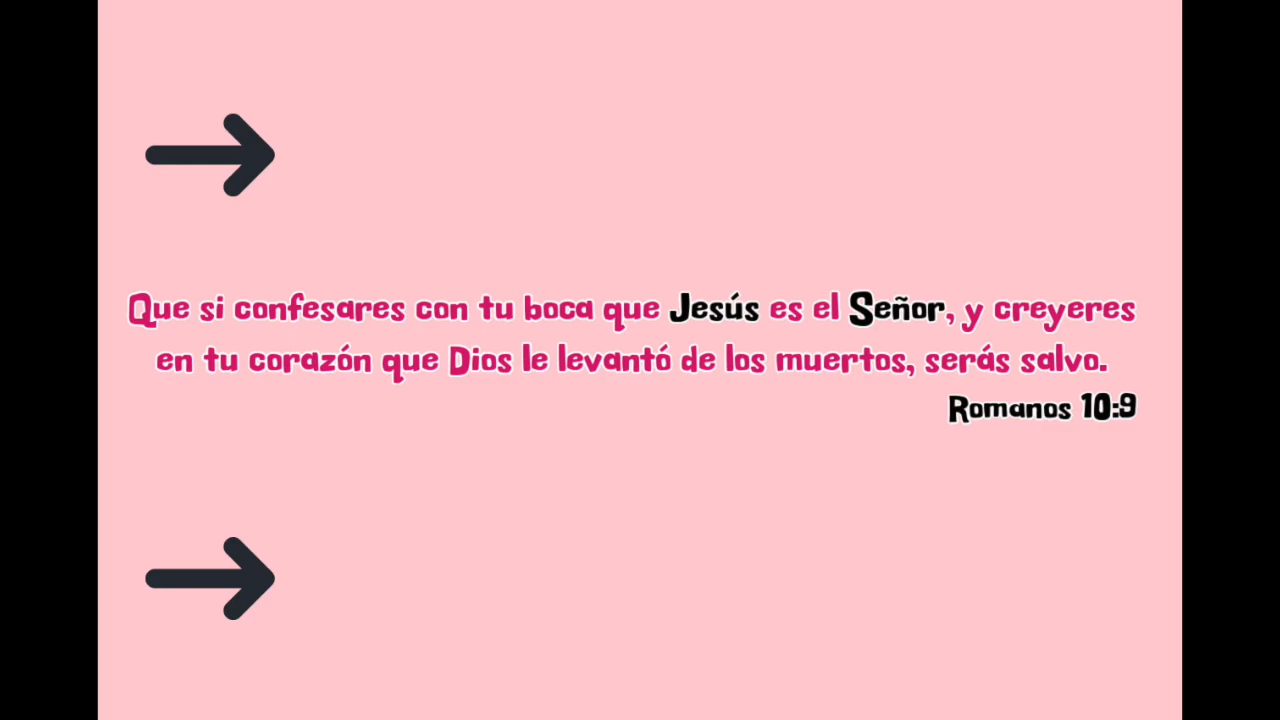 Que si confesares con tu boca que Jesús es el Señor, y creyeres
en tu corazón que Dios le levantó de los muertos, serás salvo.
Romanos 10:9